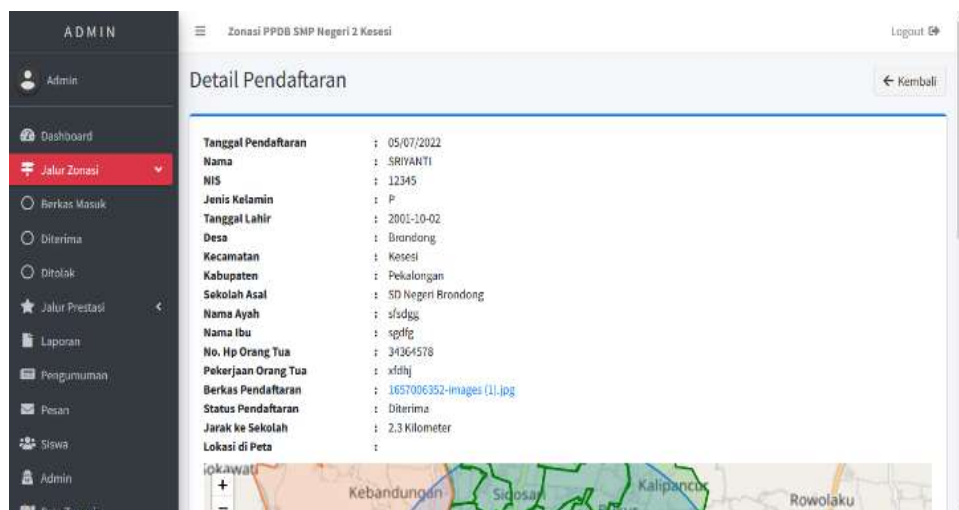 ADMIN
Zonasi PPDB SMP Negeri 2 Kesesi
Logout
Admin
Detail Pendaftaran
Kembali
Dashboard
Jalur Zonasi
Berkas Masuk
Diterima
Ditolak
Jalur Prestasi
Laporan
Pengumuman
Pesan
Siswa
Admin
Tanggal Pendaftaran : 05/07/2022
Nama : SRIYANTI
NIS : 12345
Jenis Kelamin : P
Tanggal Lahir : 2001-10-02
Desa : Brondong
Kecamatan : Kesesi
Kabupaten : Pekalongan
Sekolah Asal : SD Negeri Brondong
Nama Ayah : sfsdgg
Nama Ibu : sgdfg
No. Hp Orang Tua : 34364578
Pekerjaan Orang Tua : xfdhj
Berkas Pendaftaran : 1657006352-images (1).jpg
Status Pendaftaran : Diterima
Jarak ke Sekolah : 2.3 Kilometer
Lokasi di Peta :
+
Kebandungan
Sidosari
Kalipancur
Rowolaku